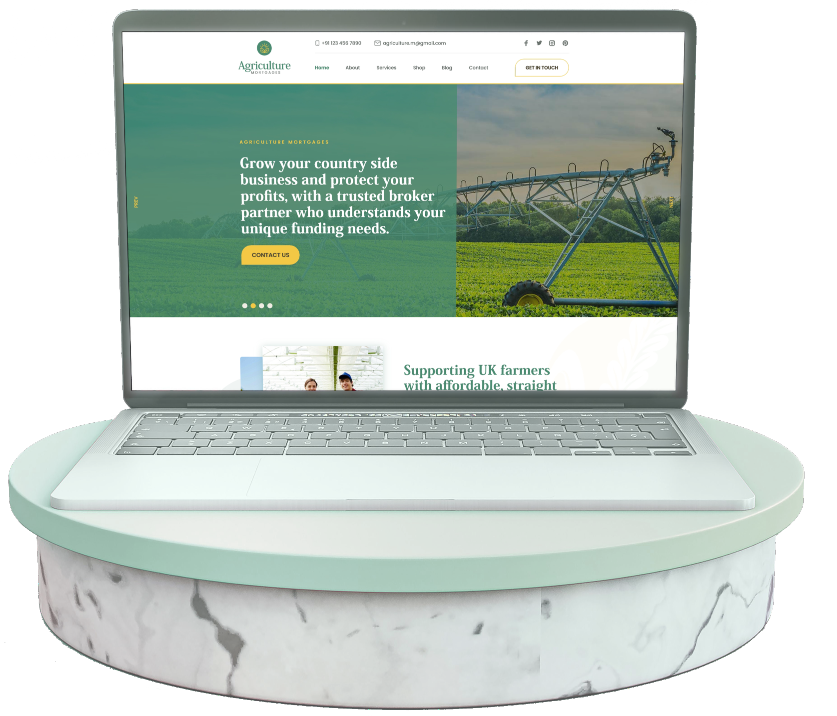 +91 123 456 7890
agriculture.m@gmail.com
Agriculture
MORTGAGES
Home
About
Services
Shop
Blog
Contact
GET IN TOUCH
AGRICULTURE MORTGAGES
Grow your country side
business and protect your
profits, with a trusted broker
partner who understands your
unique funding needs.
PREV
CONTACT US
Supporting UK farmers
with affordable, straight